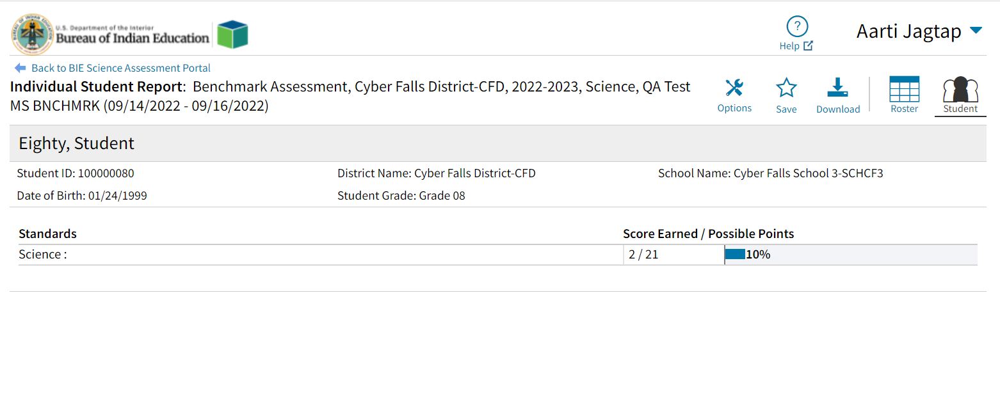 U.S. Department of the Interior
Bureau of Indian Education
?
Help
Aarti Jagtap
Back to BIE Science Assessment Portal
Individual Student Report: Benchmark Assessment, Cyber Falls District-CFD, 2022-2023, Science, QA Test
MS BNCHMRK (09/14/2022 - 09/16/2022)
Options
Save
Download
Roster
Student
Eighty, Student
Student ID: 100000080
District Name: Cyber Falls District-CFD
School Name: Cyber Falls School 3-SCHCF3
Date of Birth: 01/24/1999
Student Grade: Grade 08
Standards
Score Earned / Possible Points
Science :
2 / 21
10%